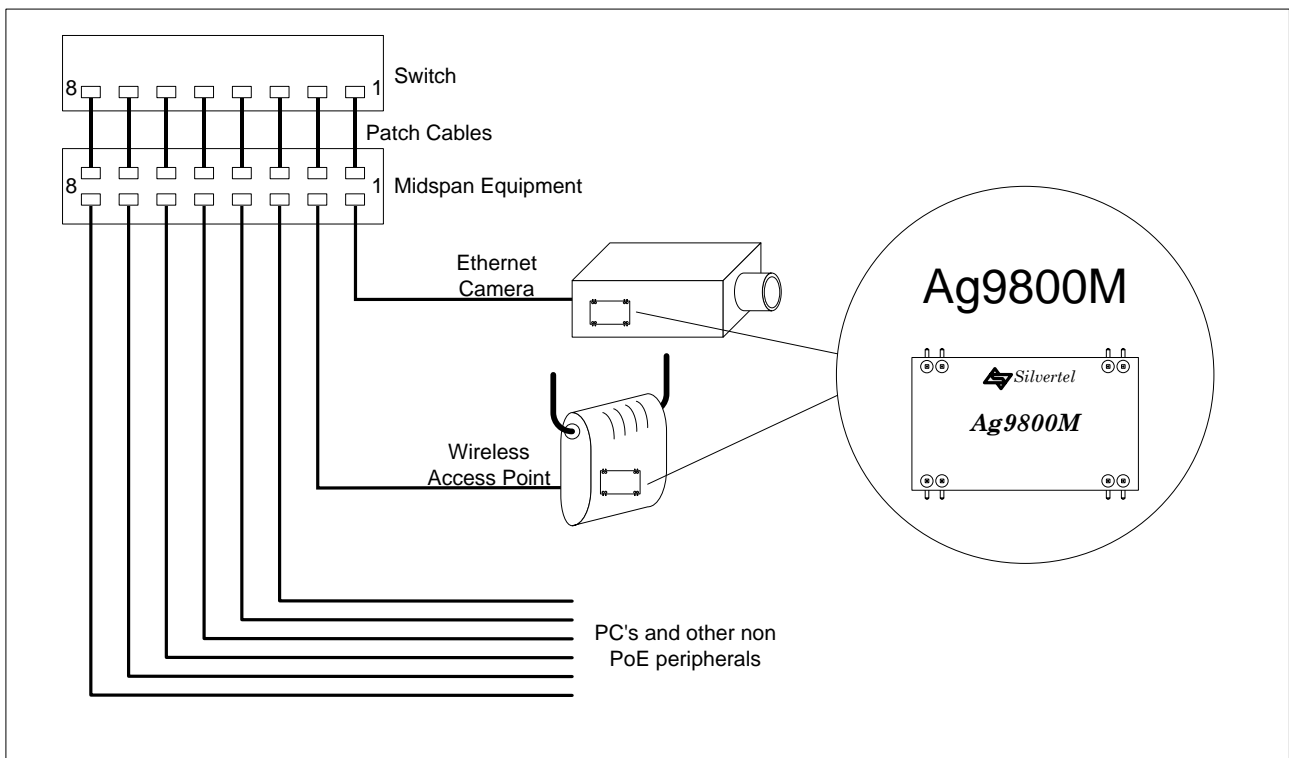 8
1
Switch
Patch Cables
8
1
Midspan Equipment
Ethernet
Camera
Ag9800M
Silvertel
Ag9800M
Wireless
Access Point
PC's and other non
PoE peripherals